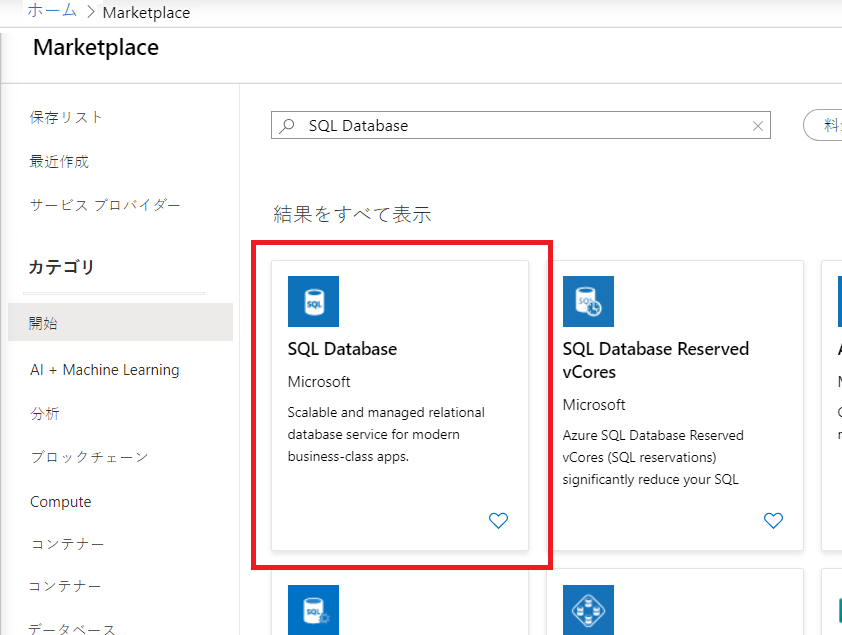 ホーム > Marketplace
Marketplace
保存リスト
最近作成
サービス プロバイダー
カテゴリ
開始
AI + Machine Learning
分析
ブロックチェーン
Compute
コンテナー
コンテナー
データベース
SQL Database
結果をすべて表示
SQL
SQL Database
Microsoft
Scalable and managed relational
database service for modern
business-class apps.
SQL
SQL Database Reserved
vCores
Microsoft
Azure SQL Database Reserved
vCores (SQL reservations)
significantly reduce your SQL
SQL